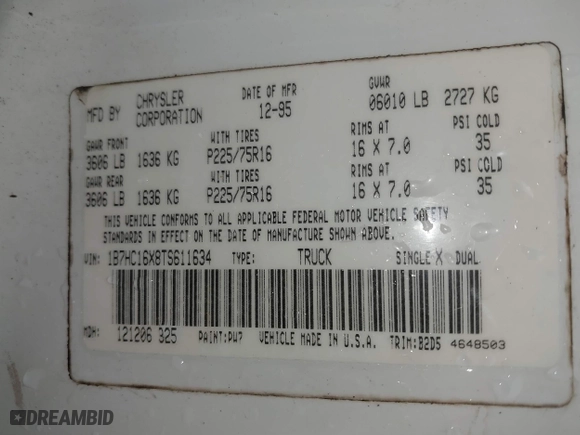 MFD BY CHRYSLER CORPORATION DATE OF MFR 12-95 GVWR 06010 LB 2727 KG
GAWR FRONT WITH TIRES RIMS AT PSI COLD
3606 LB 1636 KG P225/75R16 16 X 7.0 35
GAWR REAR WITH TIRES RIMS AT PSI COLD
3606 LB 1636 KG P225/75R16 16 X 7.0 35
THIS VEHICLE CONFORMS TO ALL APPLICABLE FEDERAL MOTOR VEHICLE SAFETY
STANDARDS IN EFFECT ON THE DATE OF MANUFACTURE SHOWN ABOVE.
VIN: 1B7HC16X8TS611634 TYPE: TRUCK SINGLE X DUAL
MDH: 121206 325 PAINT: PW7 VEHICLE MADE IN U.S.A. TRIM: B2D5 4648503
DREAMBID